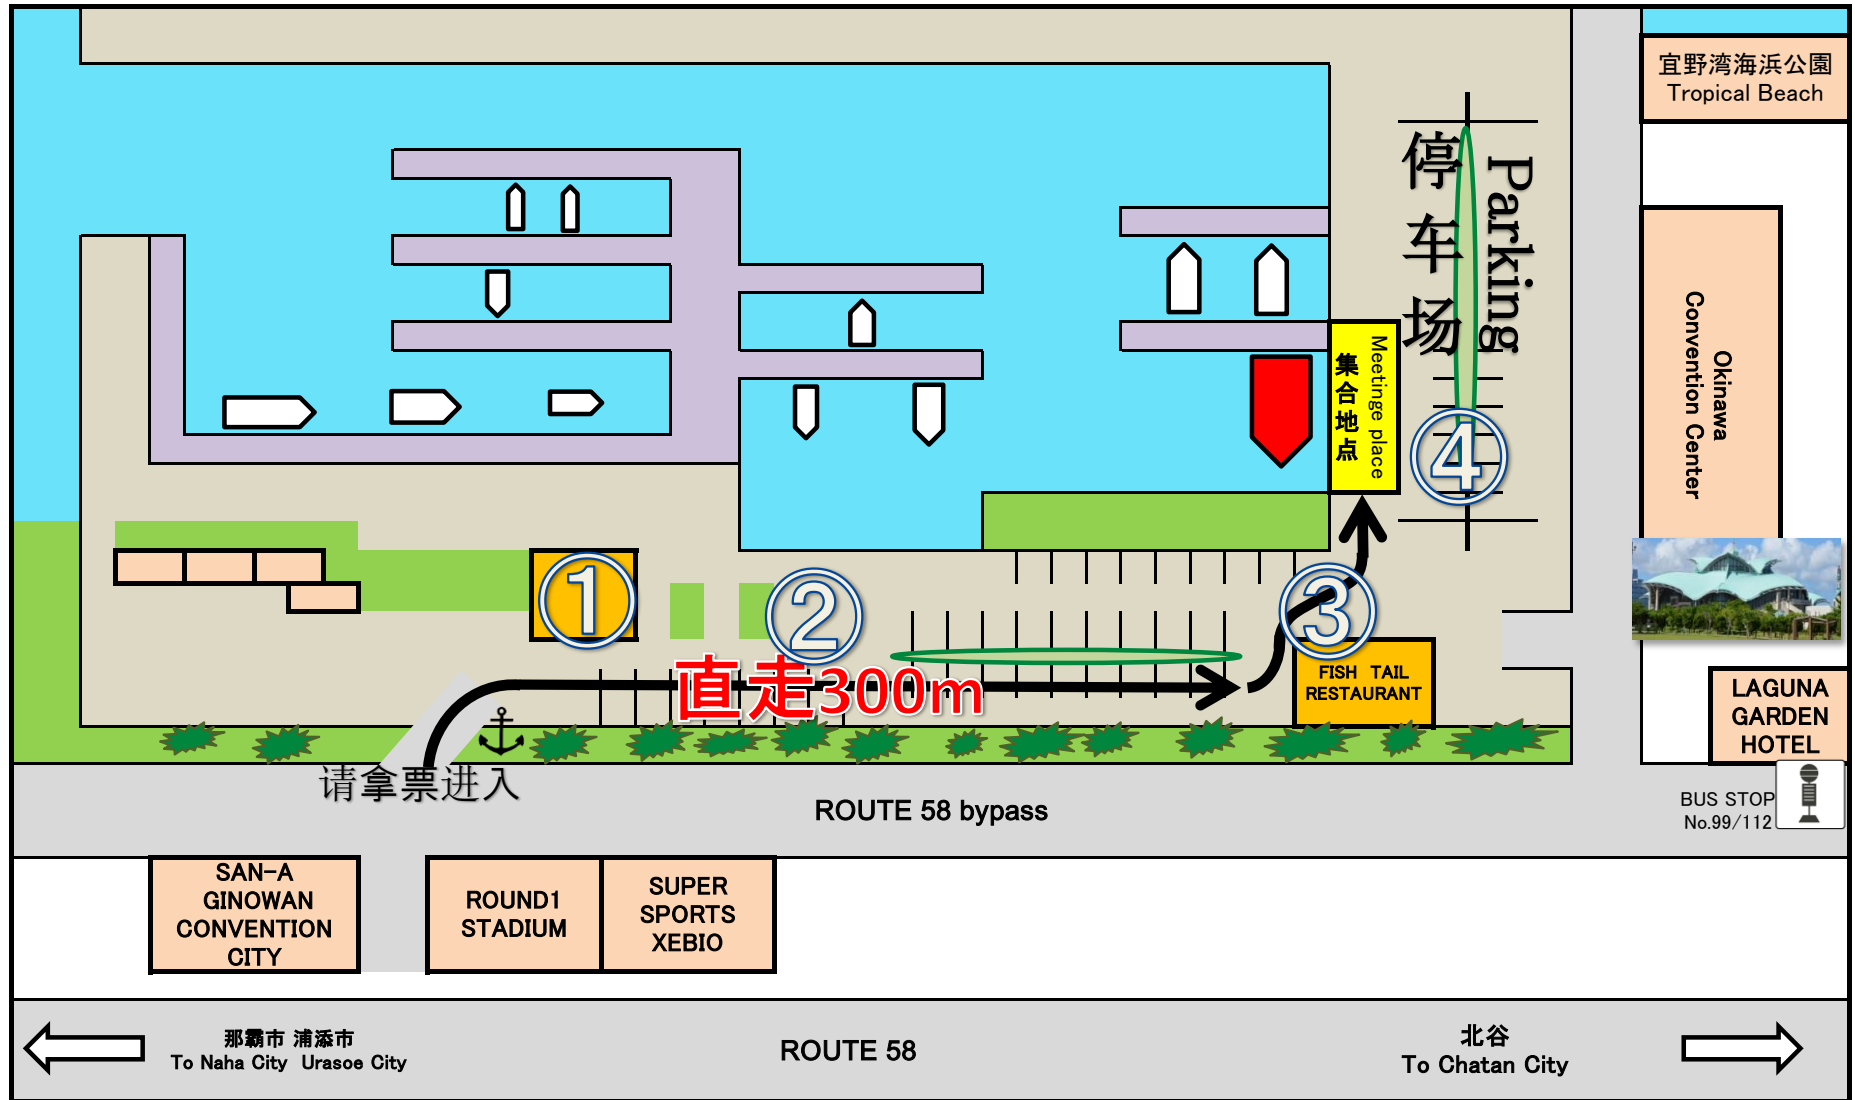 宜野湾海浜公園
Tropical Beach
停车场
Parking
Okinawa
Convention Center
集合地点
Meetinge place
④
①
②
③
直走300m
FISH TAIL
RESTAURANT
LAGUNA
GARDEN
HOTEL
请拿票进入
ROUTE 58 bypass
BUS STOP
No.99/112
SAN-A
GINOWAN
CONVENTION
CITY
ROUND1
STADIUM
SUPER
SPORTS
XEBIO
那霸市 浦添市
To Naha City Urasoe City
ROUTE 58
北谷
To Chatan City